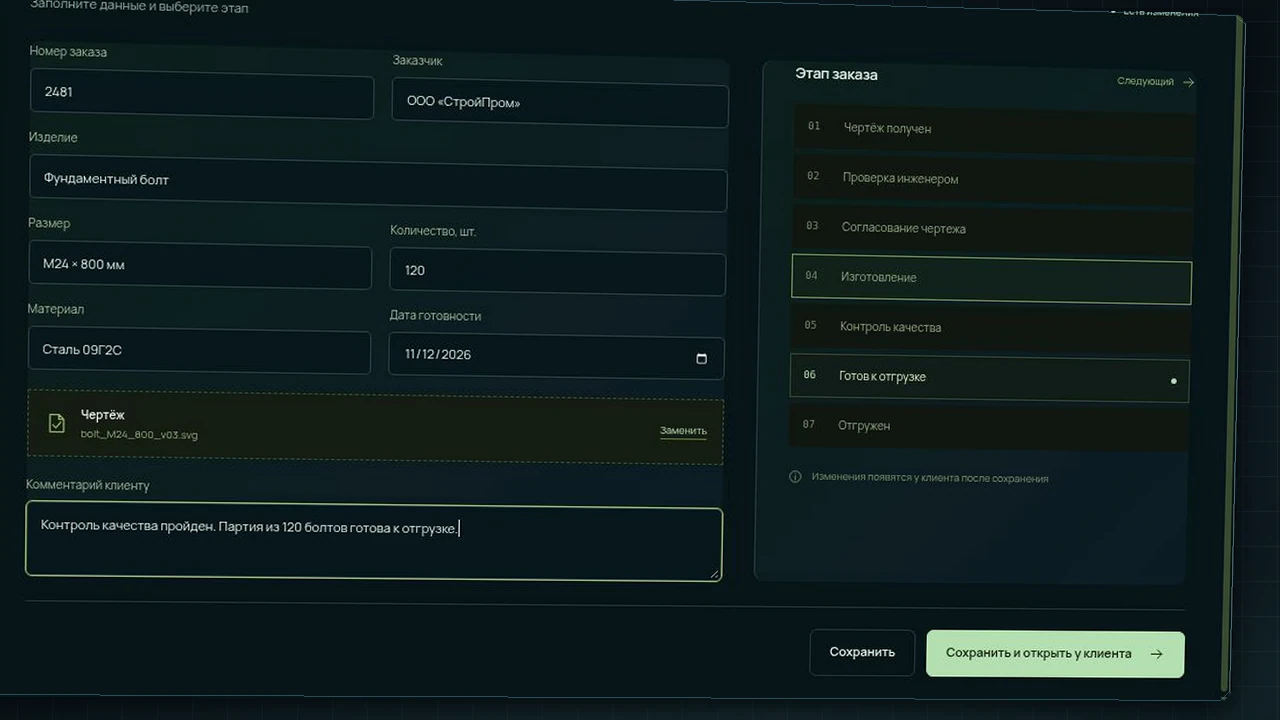 Заполните данные и выберите этап
Есть изменения
Номер заказа
2481
Заказчик
ООО «СтройПром»
Изделие
Фундаментный болт
Размер
М24 × 800 мм
Количество, шт.
120
Материал
Сталь 09Г2С
Дата готовности
11/12/2026
Чертёж
bolt_M24_800_v03.svg
Заменить
Комментарий клиенту
Контроль качества пройден. Партия из 120 болтов готова к отгрузке.
Этап заказа
Следующий →
01 Чертёж получен
02 Проверка инженером
03 Согласование чертежа
04 Изготовление
05 Контроль качества
06 Готов к отгрузке
07 Отгружен
Изменения появятся у клиента после сохранения
Сохранить
Сохранить и открыть у клиента →